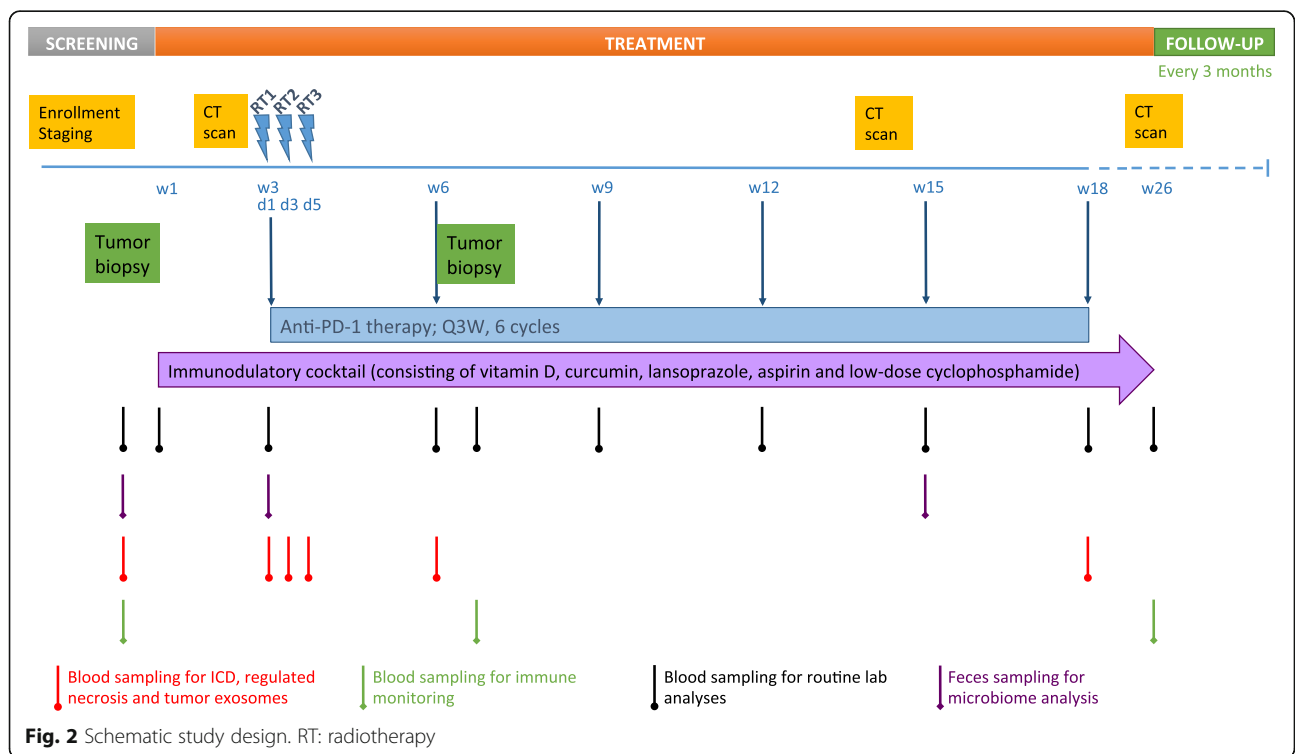 SCREENING
TREATMENT
FOLLOW-UP
Every 3 months
Enrollment
Staging
CT
scan
RT1
RT2
RT3
CT
scan
CT
scan
w1
w3
w6
w9
w12
w15
w18
w26
d1 d3 d5
Tumor
biopsy
Tumor
biopsy
Anti-PD-1 therapy; Q3W, 6 cycles
Immunodulatory cocktail (consisting of vitamin D, curcumin, lansoprazole, aspirin and low-dose cyclophosphamide)
Blood sampling for ICD, regulated
necrosis and tumor exosomes
Blood sampling for immune
monitoring
Blood sampling for routine lab
analyses
Feces sampling for
microbiome analysis
Fig. 2 Schematic study design. RT: radiotherapy